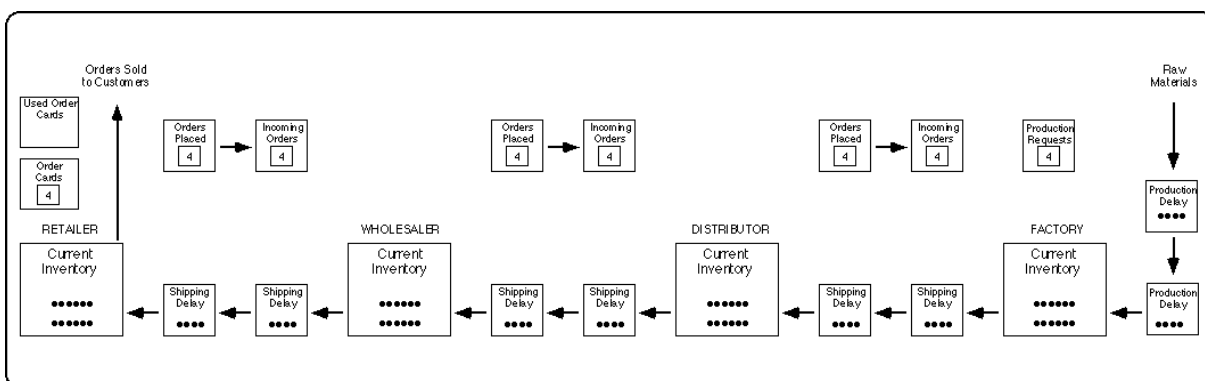 Orders Sold
to Customers
Raw
Materials
Used Order
Cards
Orders
Placed
4
Incoming
Orders
4
Orders
Placed
4
Incoming
Orders
4
Orders
Placed
4
Incoming
Orders
4
Production
Requests
4
Order
Cards
4
Production
Delay
RETAILER
WHOLESALER
DISTRIBUTOR
FACTORY
Current
Inventory
Shipping
Delay
Shipping
Delay
Current
Inventory
Shipping
Delay
Shipping
Delay
Current
Inventory
Shipping
Delay
Shipping
Delay
Current
Inventory
Production
Delay